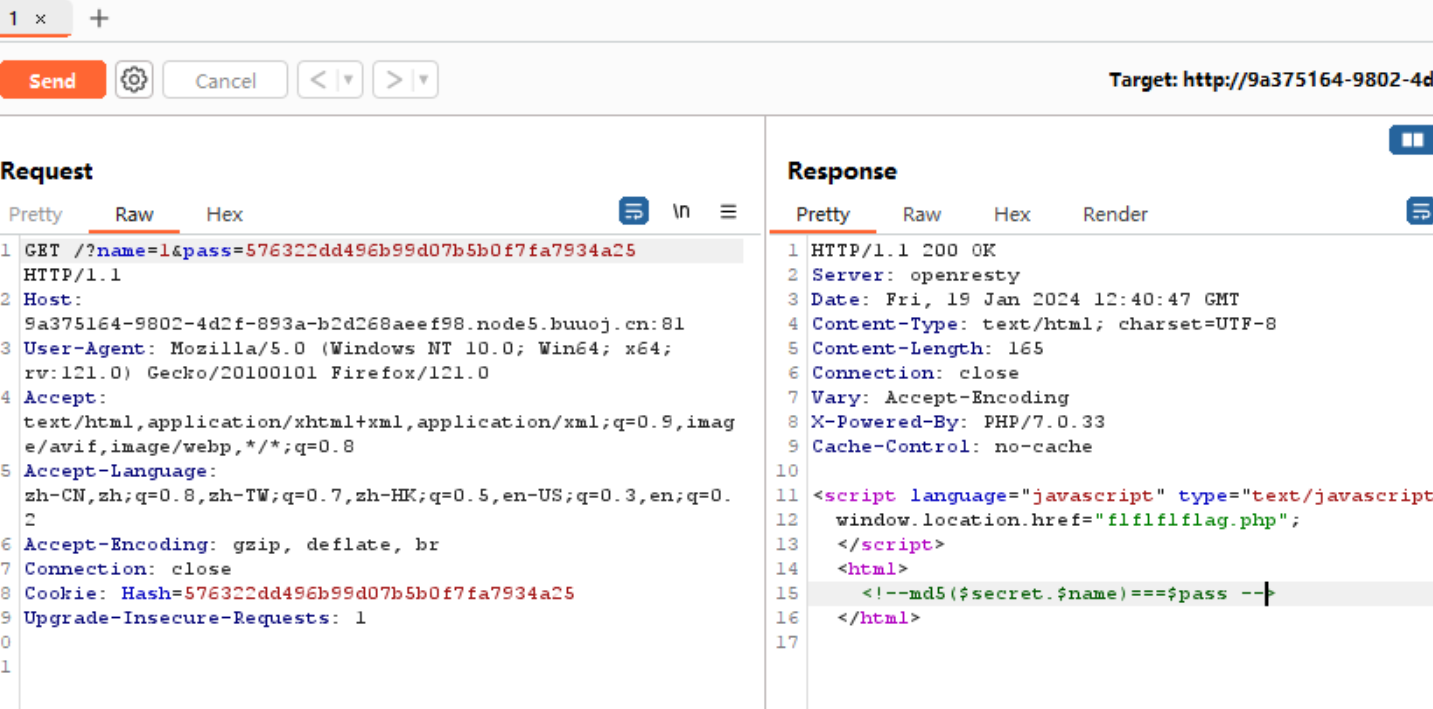 1 × +
Send Cancel < ▼ > ▼ Target: http://9a375164-9802-4d
Request
Pretty Raw Hex \n ≡
1 GET /?name=1&pass=576322dd496b99d07b5b0f7fa7934a25
HTTP/1.1
2 Host:
9a375164-9802-4d2f-893a-b2d268aeef98.node5.buuoj.cn:81
3 User-Agent: Mozilla/5.0 (Windows NT 10.0; Win64; x64;
rv:121.0) Gecko/20100101 Firefox/121.0
4 Accept:
text/html,application/xhtml+xml,application/xml;q=0.9,imag
e/avif,image/webp,*/*;q=0.8
5 Accept-Language:
zh-CN,zh;q=0.8,zh-TW;q=0.7,zh-HK;q=0.5,en-US;q=0.3,en;q=0.
2
6 Accept-Encoding: gzip, deflate, br
7 Connection: close
8 Cookie: Hash=576322dd496b99d07b5b0f7fa7934a25
9 Upgrade-Insecure-Requests: 1
0
1
Response
Pretty Raw Hex Render
1 HTTP/1.1 200 OK
2 Server: openresty
3 Date: Fri, 19 Jan 2024 12:40:47 GMT
4 Content-Type: text/html; charset=UTF-8
5 Content-Length: 165
6 Connection: close
7 Vary: Accept-Encoding
8 X-Powered-By: PHP/7.0.33
9 Cache-Control: no-cache
10
11 <script language="javascript" type="text/javascript
12 window.location.href="flflflflag.php";
13 </script>
14 <html>
15 <!--md5($secret.$name)===$pass -->
16 </html>
17